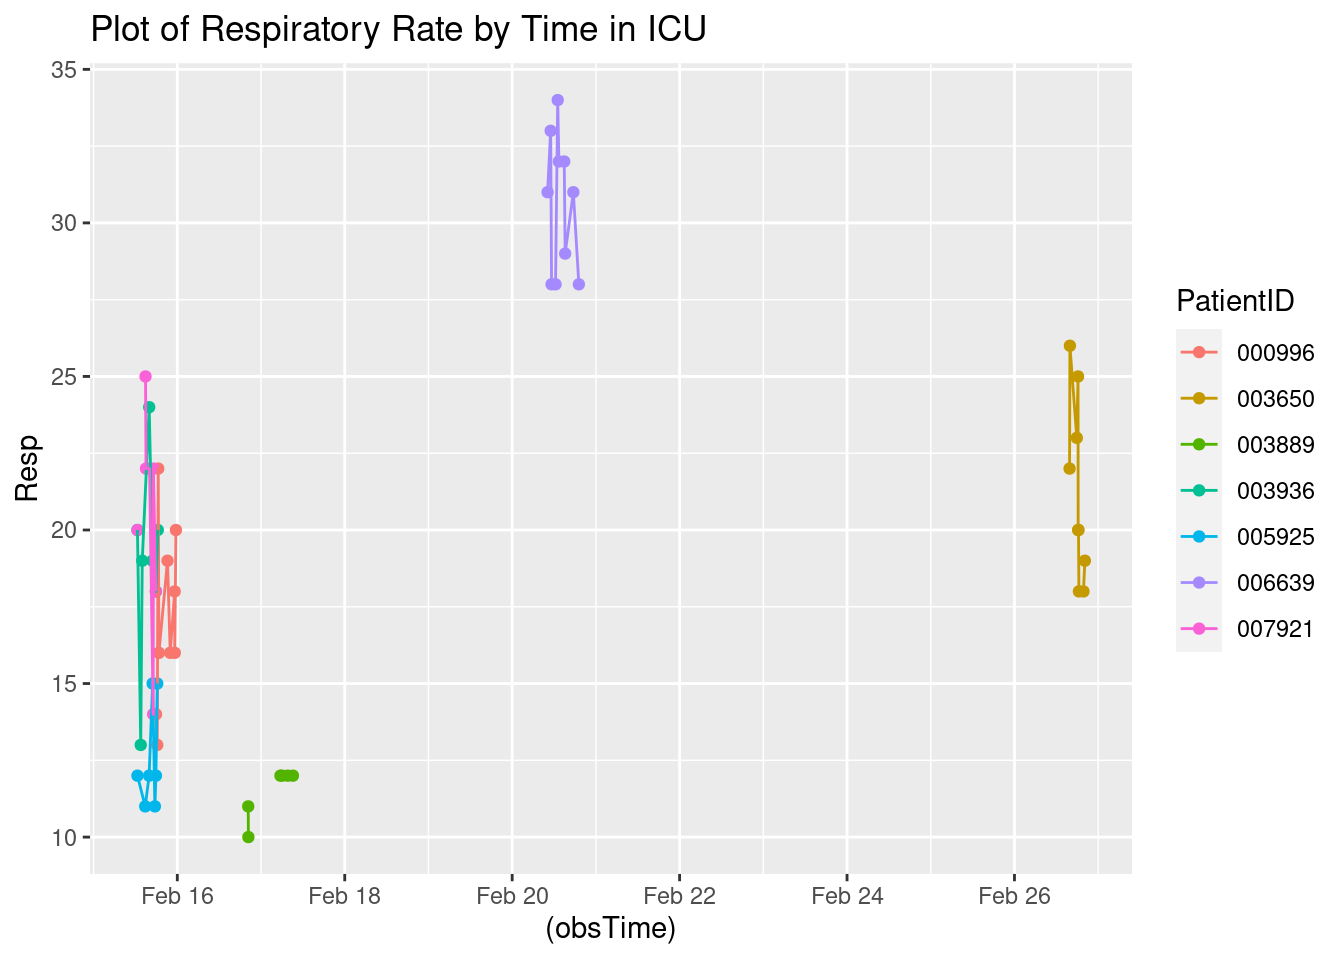 Plot of Respiratory Rate by Time in ICU
35
30
25
20
15
10
Resp
Feb 16 Feb 18 Feb 20 Feb 22 Feb 24 Feb 26
(obsTime)
PatientID
000996
003650
003889
003936
005925
006639
007921